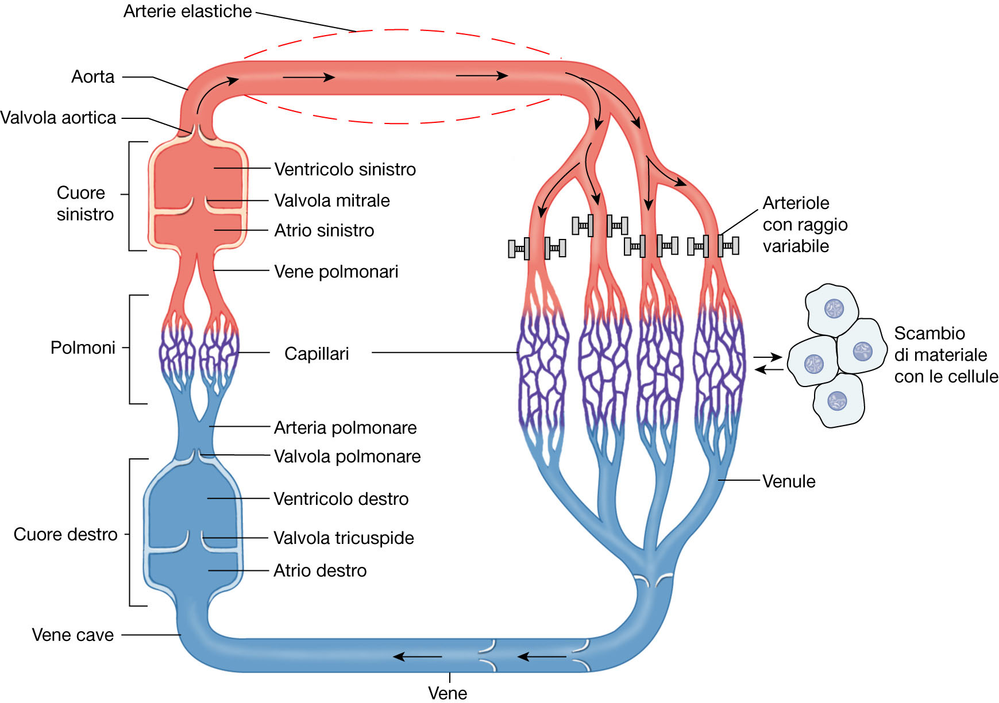 Arterie elastiche
Aorta
Valvola aortica
Cuore
sinistro
Ventricolo sinistro
Valvola mitrale
Atrio sinistro
Vene polmonari
Arteriole
con raggio
variabile
Polmoni
Capillari
Scambio
di materiale
con le cellule
Arteria polmonare
Valvola polmonare
Venule
Cuore destro
Ventricolo destro
Valvola tricuspide
Atrio destro
Vene cave
Vene